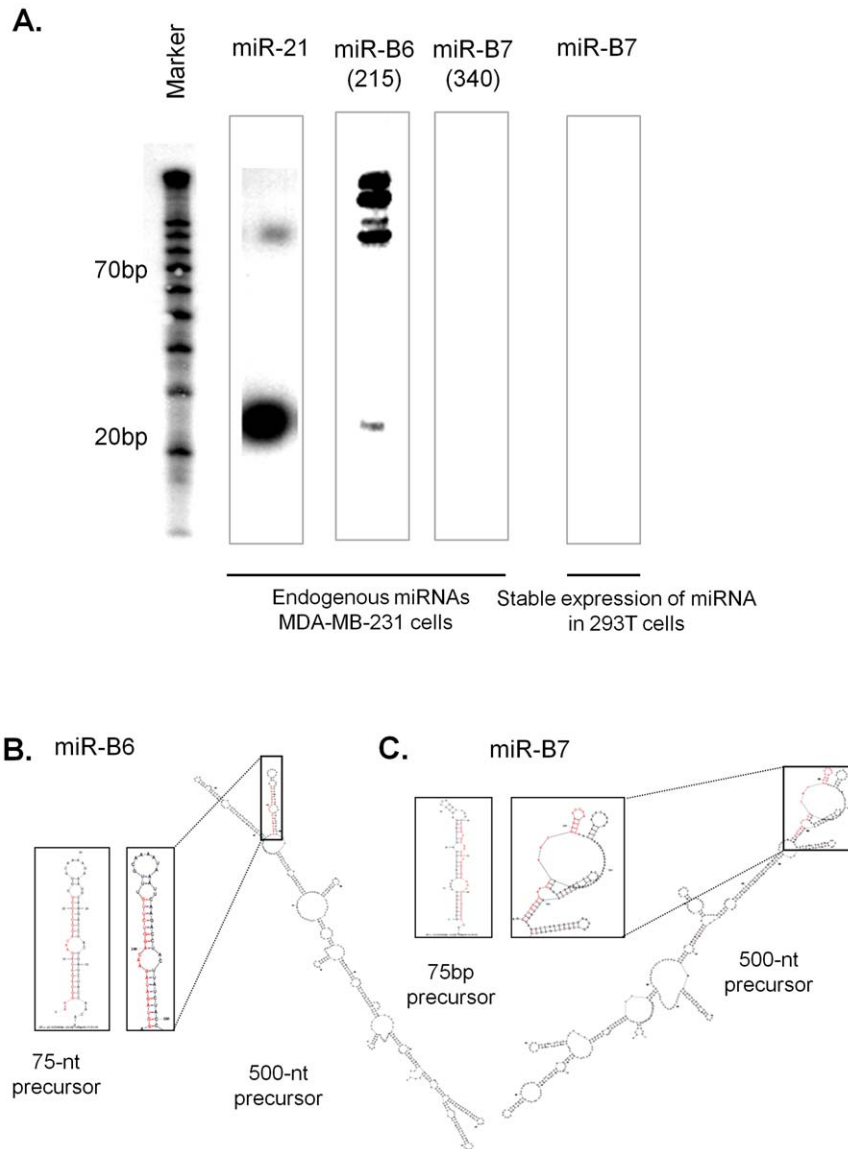 A.
Marker
miR-21
miR-B6
(215)
miR-B7
(340)
miR-B7
70bp
20bp
Endogenous miRNAs
MDA-MB-231 cells
Stable expression of miRNA
in 293T cells
B.
miR-B6
C.
miR-B7
75-nt
precursor
500-nt
precursor
75bp
precursor
500-nt
precursor